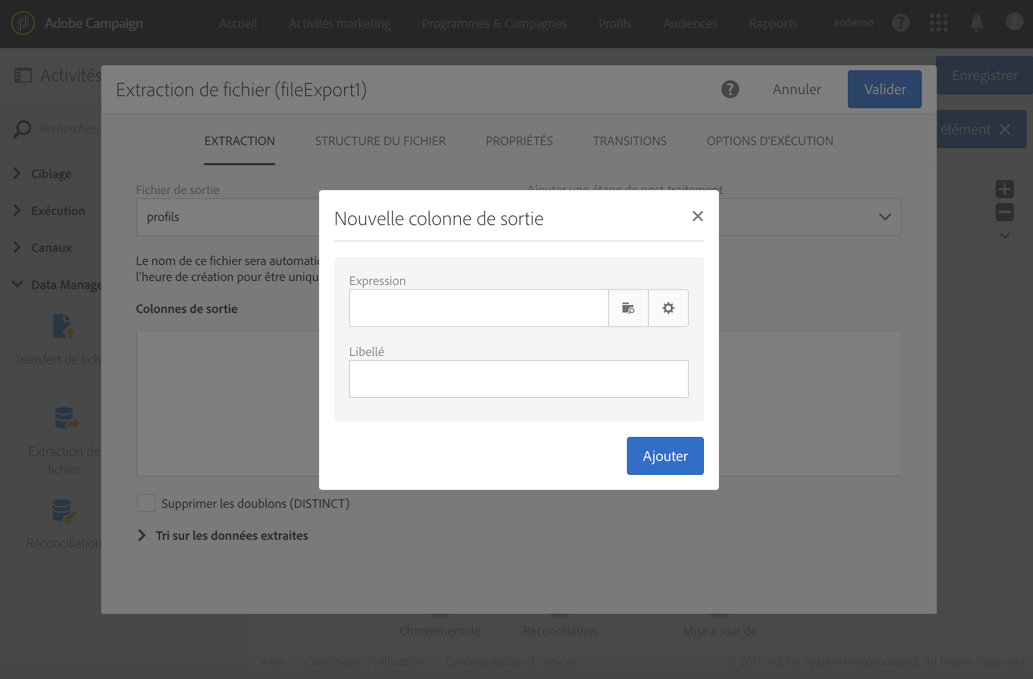 Adobe Campaign
Accueil
Activités marketing
Programmes & Campagnes
Profils
Audiences
Rapports
acdemo
Activités
Extraction de fichier (fileExport1)
Annuler
Valider
Enregistrer
Rechercher...
EXTRACTION
STRUCTURE DU FICHIER
PROPRIÉTÉS
TRANSITIONS
OPTIONS D'EXÉCUTION
élément
Ciblage
Exécution
Canaux
Data Manage
Fichier de sortie
Ajouter une étape de post-traitement
profils
Le nom de ce fichier sera automati
l'heure de création pour être uniqu
Colonnes de sortie
Nouvelle colonne de sortie
Expression
Libellé
Ajouter
Transfert de fich
Extraction de
fichier
Réconciliation
Supprimer les doublons (DISTINCT)
Tri sur les données extraites
Chargement de
Réconciliation
Mise à jour de
Aide
Conditions d'utilisation
Confidentialité et cookies
© 2016 Adobe Systems Incorporated. All Rights Reserved.